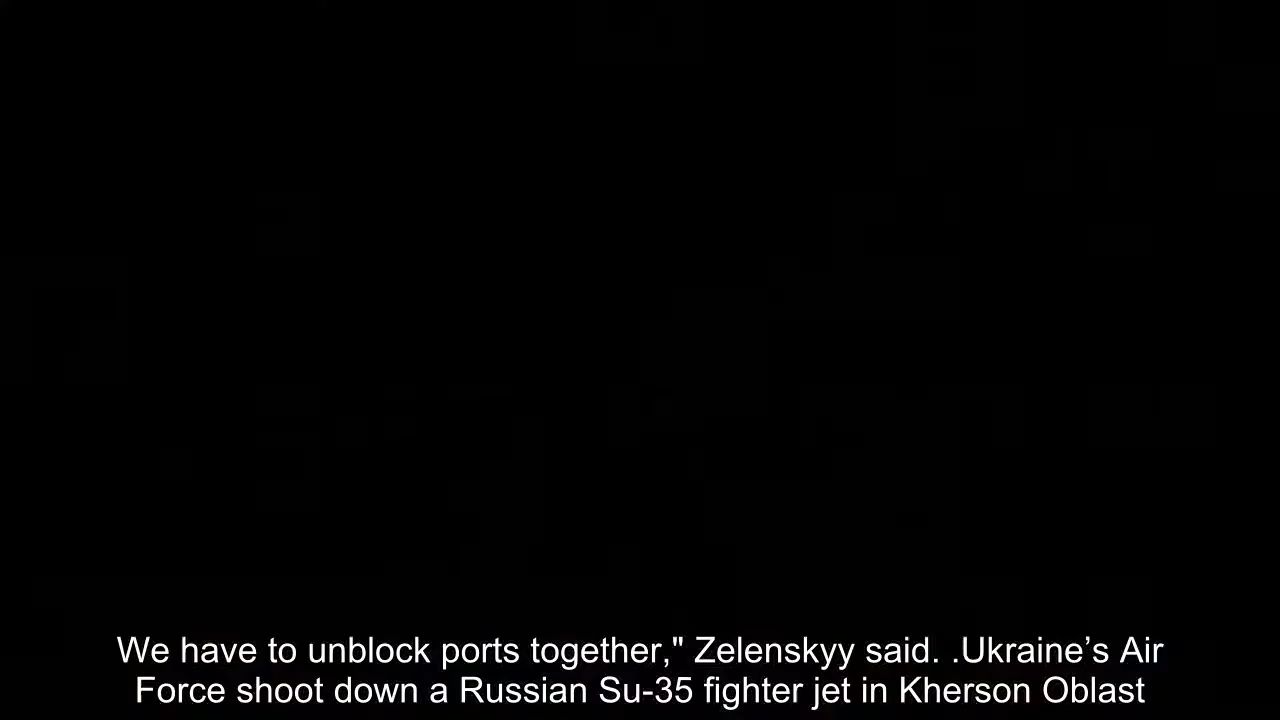 We have to unblock ports together," Zelenskyy said. .Ukraine’s Air
Force shoot down a Russian Su-35 fighter jet in Kherson Oblast